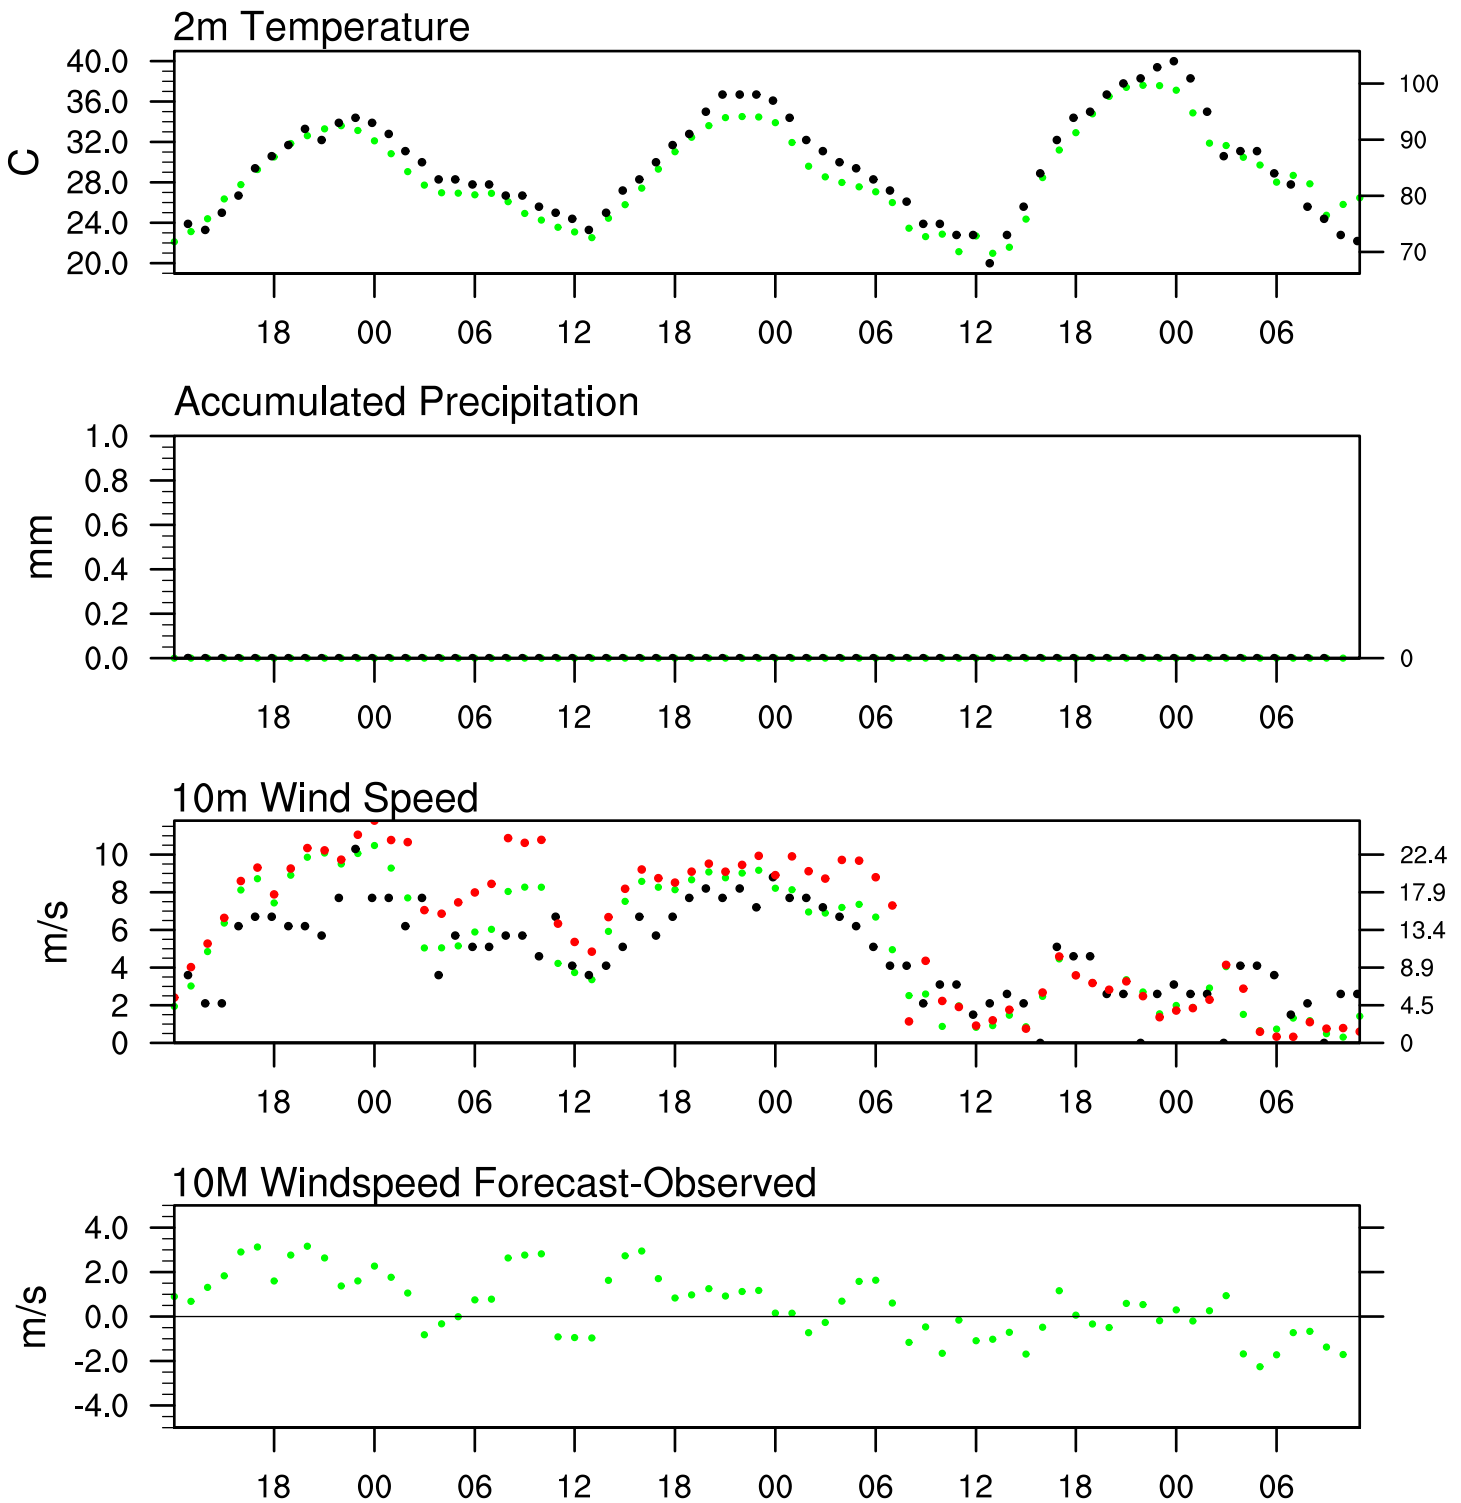 2m Temperature
40.0
36.0
32.0
28.0
24.0
20.0
C
100
90
80
70
18 00 06 12 18 00 06 12 18 00 06
Accumulated Precipitation
1.0
0.8
0.6
0.4
0.2
0.0
mm
0
18 00 06 12 18 00 06 12 18 00 06
10m Wind Speed
10
8
6
4
2
0
m/s
22.4
17.9
13.4
8.9
4.5
0
18 00 06 12 18 00 06 12 18 00 06
10M Windspeed Forecast-Observed
4.0
2.0
0.0
-2.0
-4.0
m/s
18 00 06 12 18 00 06 12 18 00 06